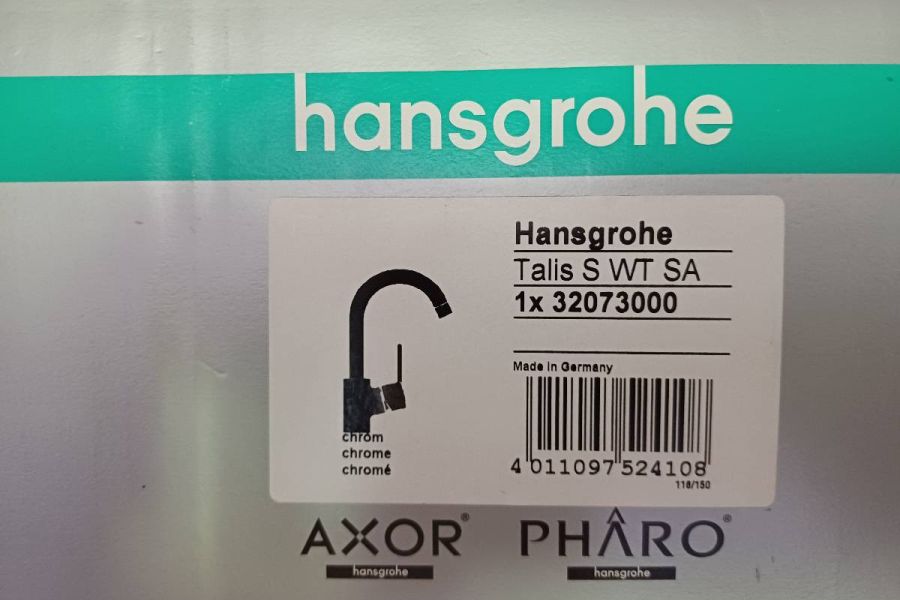 hansgrohe
Hansgrohe
Talis S WT SA
1x 32073000
Made in Germany
chrom
chrome
chromé
4 011097 524108
118/150
AXOR®
hansgrohe
PHÂRO®
hansgrohe